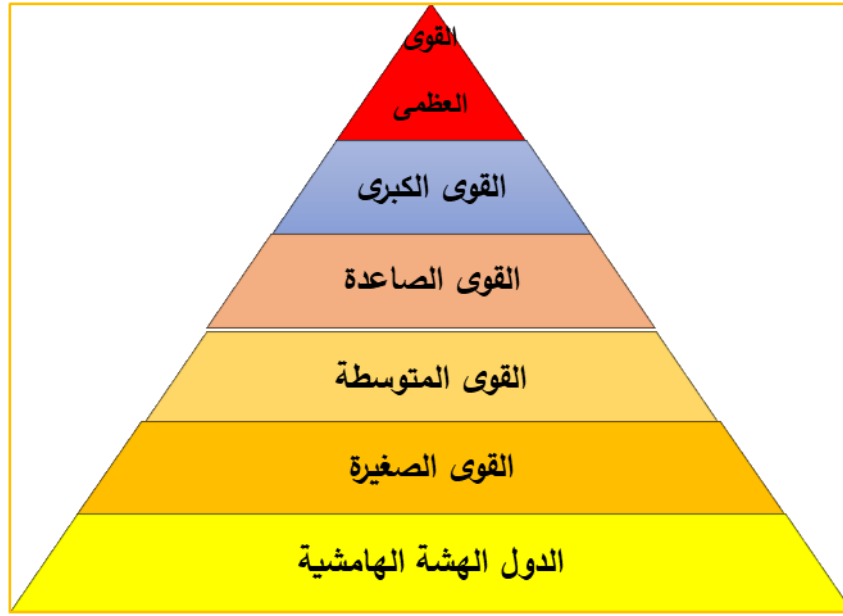 القوى
العظمى
القوى الكبرى
القوى الصاعدة
القوى المتوسطة
القوى الصغيرة
الدول الهشة الهامشية